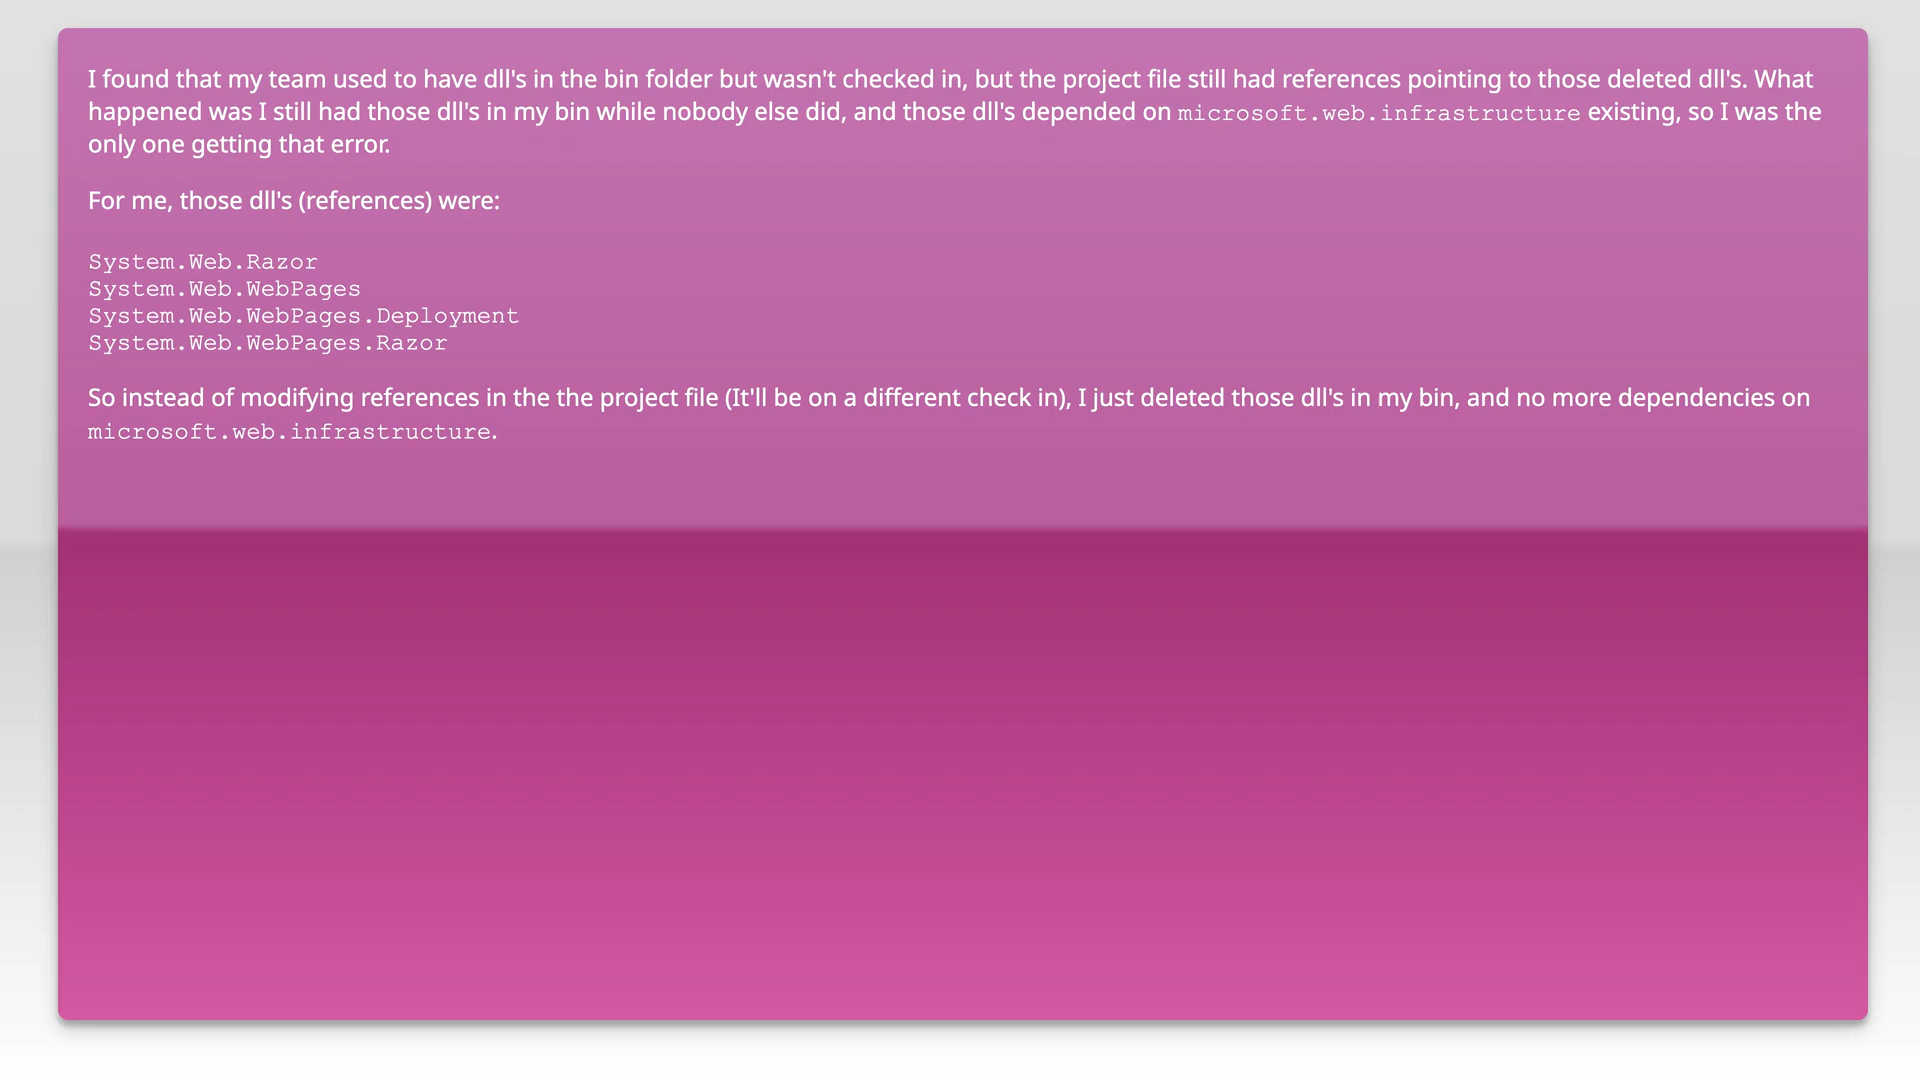 I found that my team used to have dll's in the bin folder but wasn't checked in, but the project file still had references pointing to those deleted dll's. What
happened was I still had those dll's in my bin while nobody else did, and those dll's depended on microsoft.web.infrastructure existing, so I was the
only one getting that error.
For me, those dll's (references) were:
System.Web.Razor
System.Web.WebPages
System.Web.WebPages.Deployment
System.Web.WebPages.Razor
So instead of modifying references in the the project file (It'll be on a different check in), I just deleted those dll's in my bin, and no more dependencies on
microsoft.web.infrastructure.